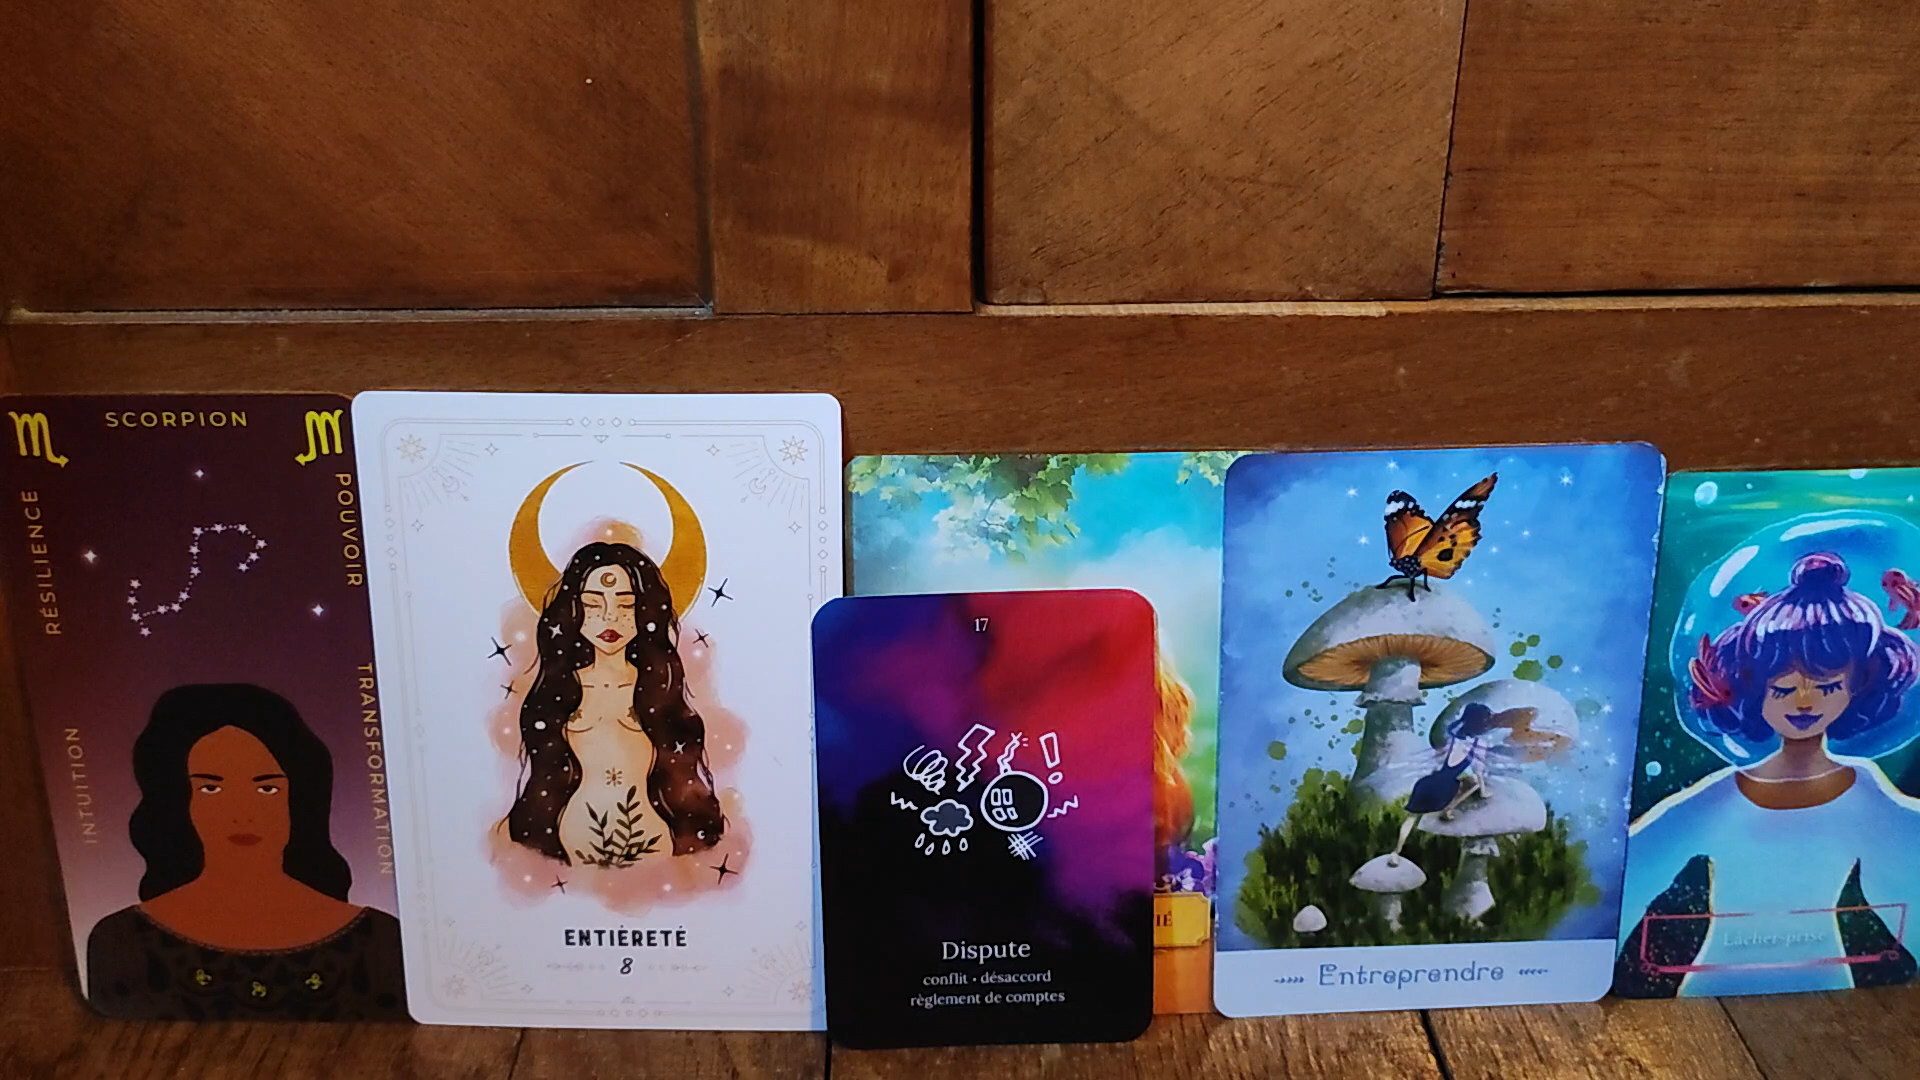 SCORPION
RÉSILIENCE
POUVOIR
INTUITION
TRANSFORMATION
ENTIÈRETÉ
8
17
Dispute
conflit • désaccord
règlement de comptes
Entreprendre
Lâcher-prise